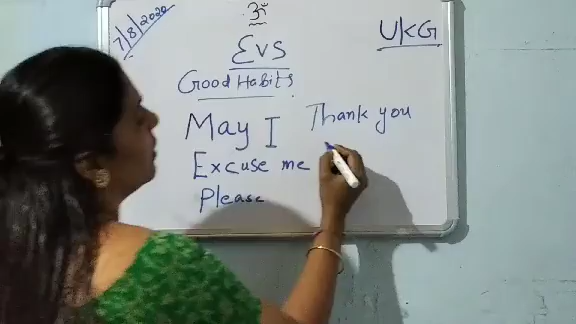 7/8/2020
ॐ
UKG
EVS
Good Habits
May I
Thank you
Excuse me
Please